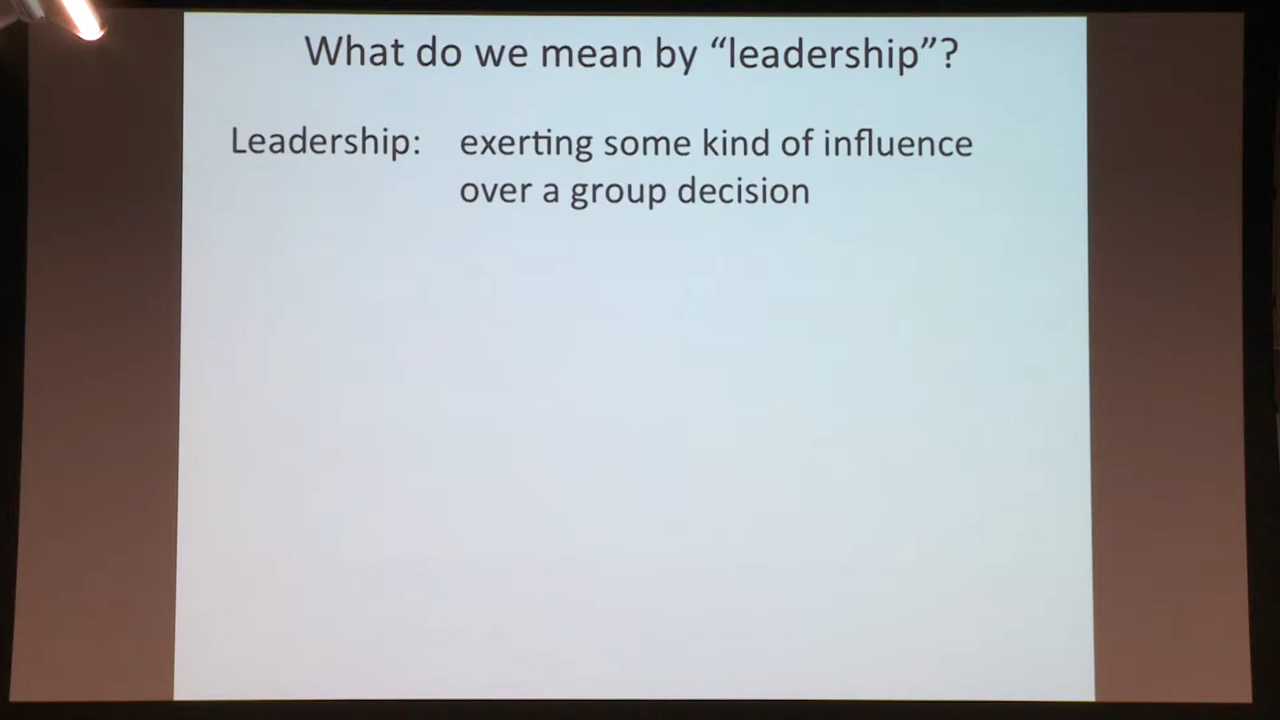 What do we mean by “leadership”?
Leadership: exerting some kind of influence
over a group decision